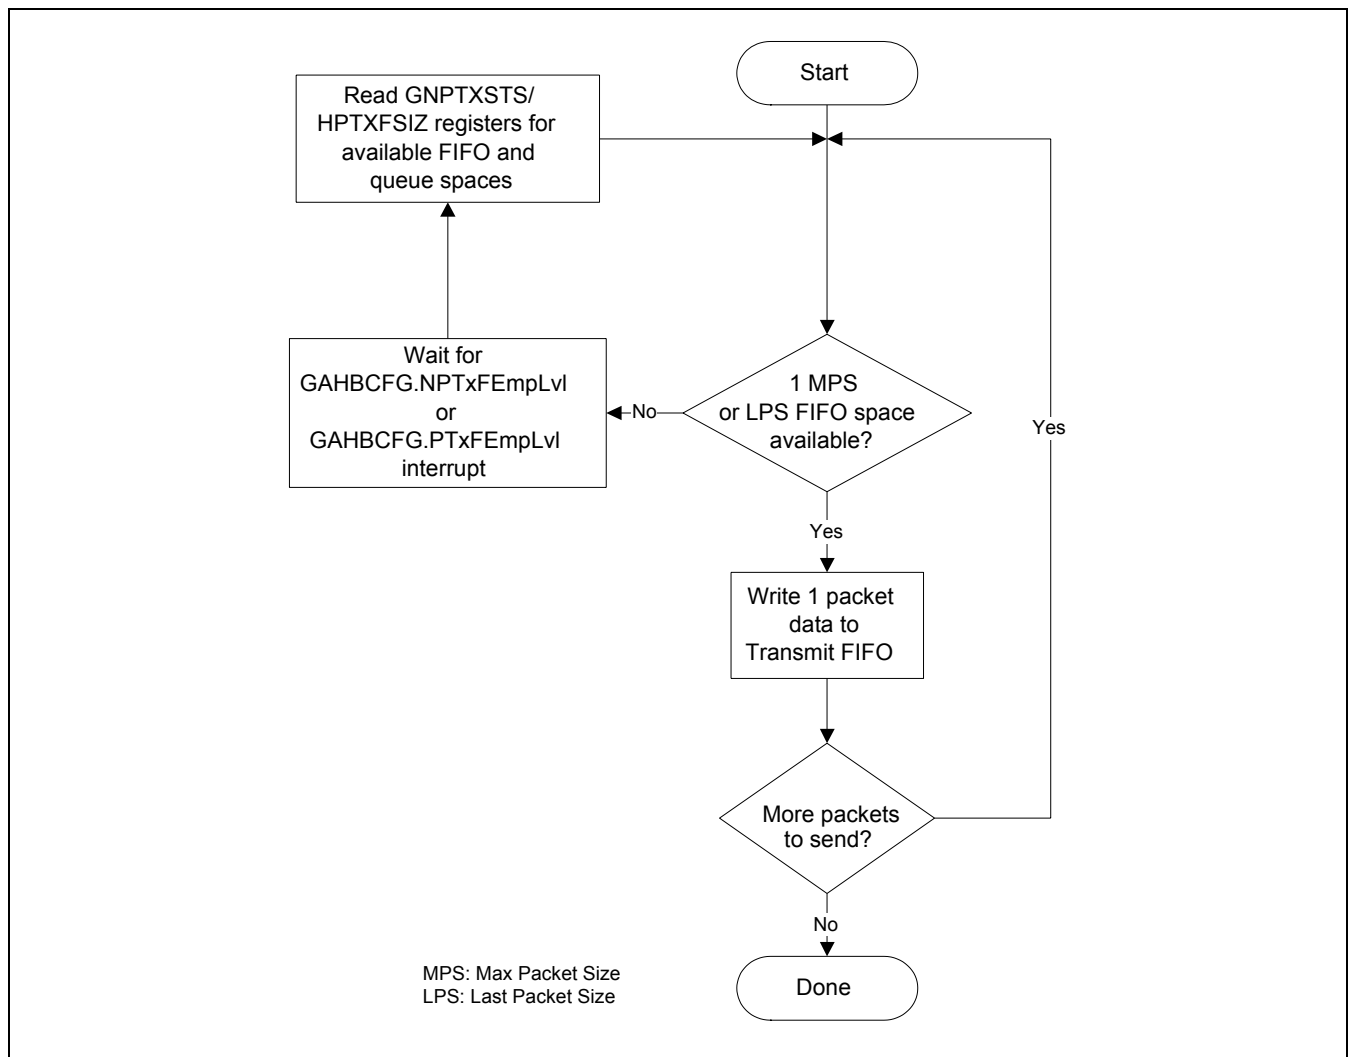 Start
Read GNPTXSTS/
HPTXFSIZ registers for
available FIFO and
queue spaces
Wait for
GAHBCFG.NPTxFEmpLvl
or
GAHBCFG.PTxFEmpLvl
interrupt
No
1 MPS
or LPS FIFO space
available?
Yes
Yes
Write 1 packet
data to
Transmit FIFO
More packets
to send?
No
Done
MPS: Max Packet Size
LPS: Last Packet Size